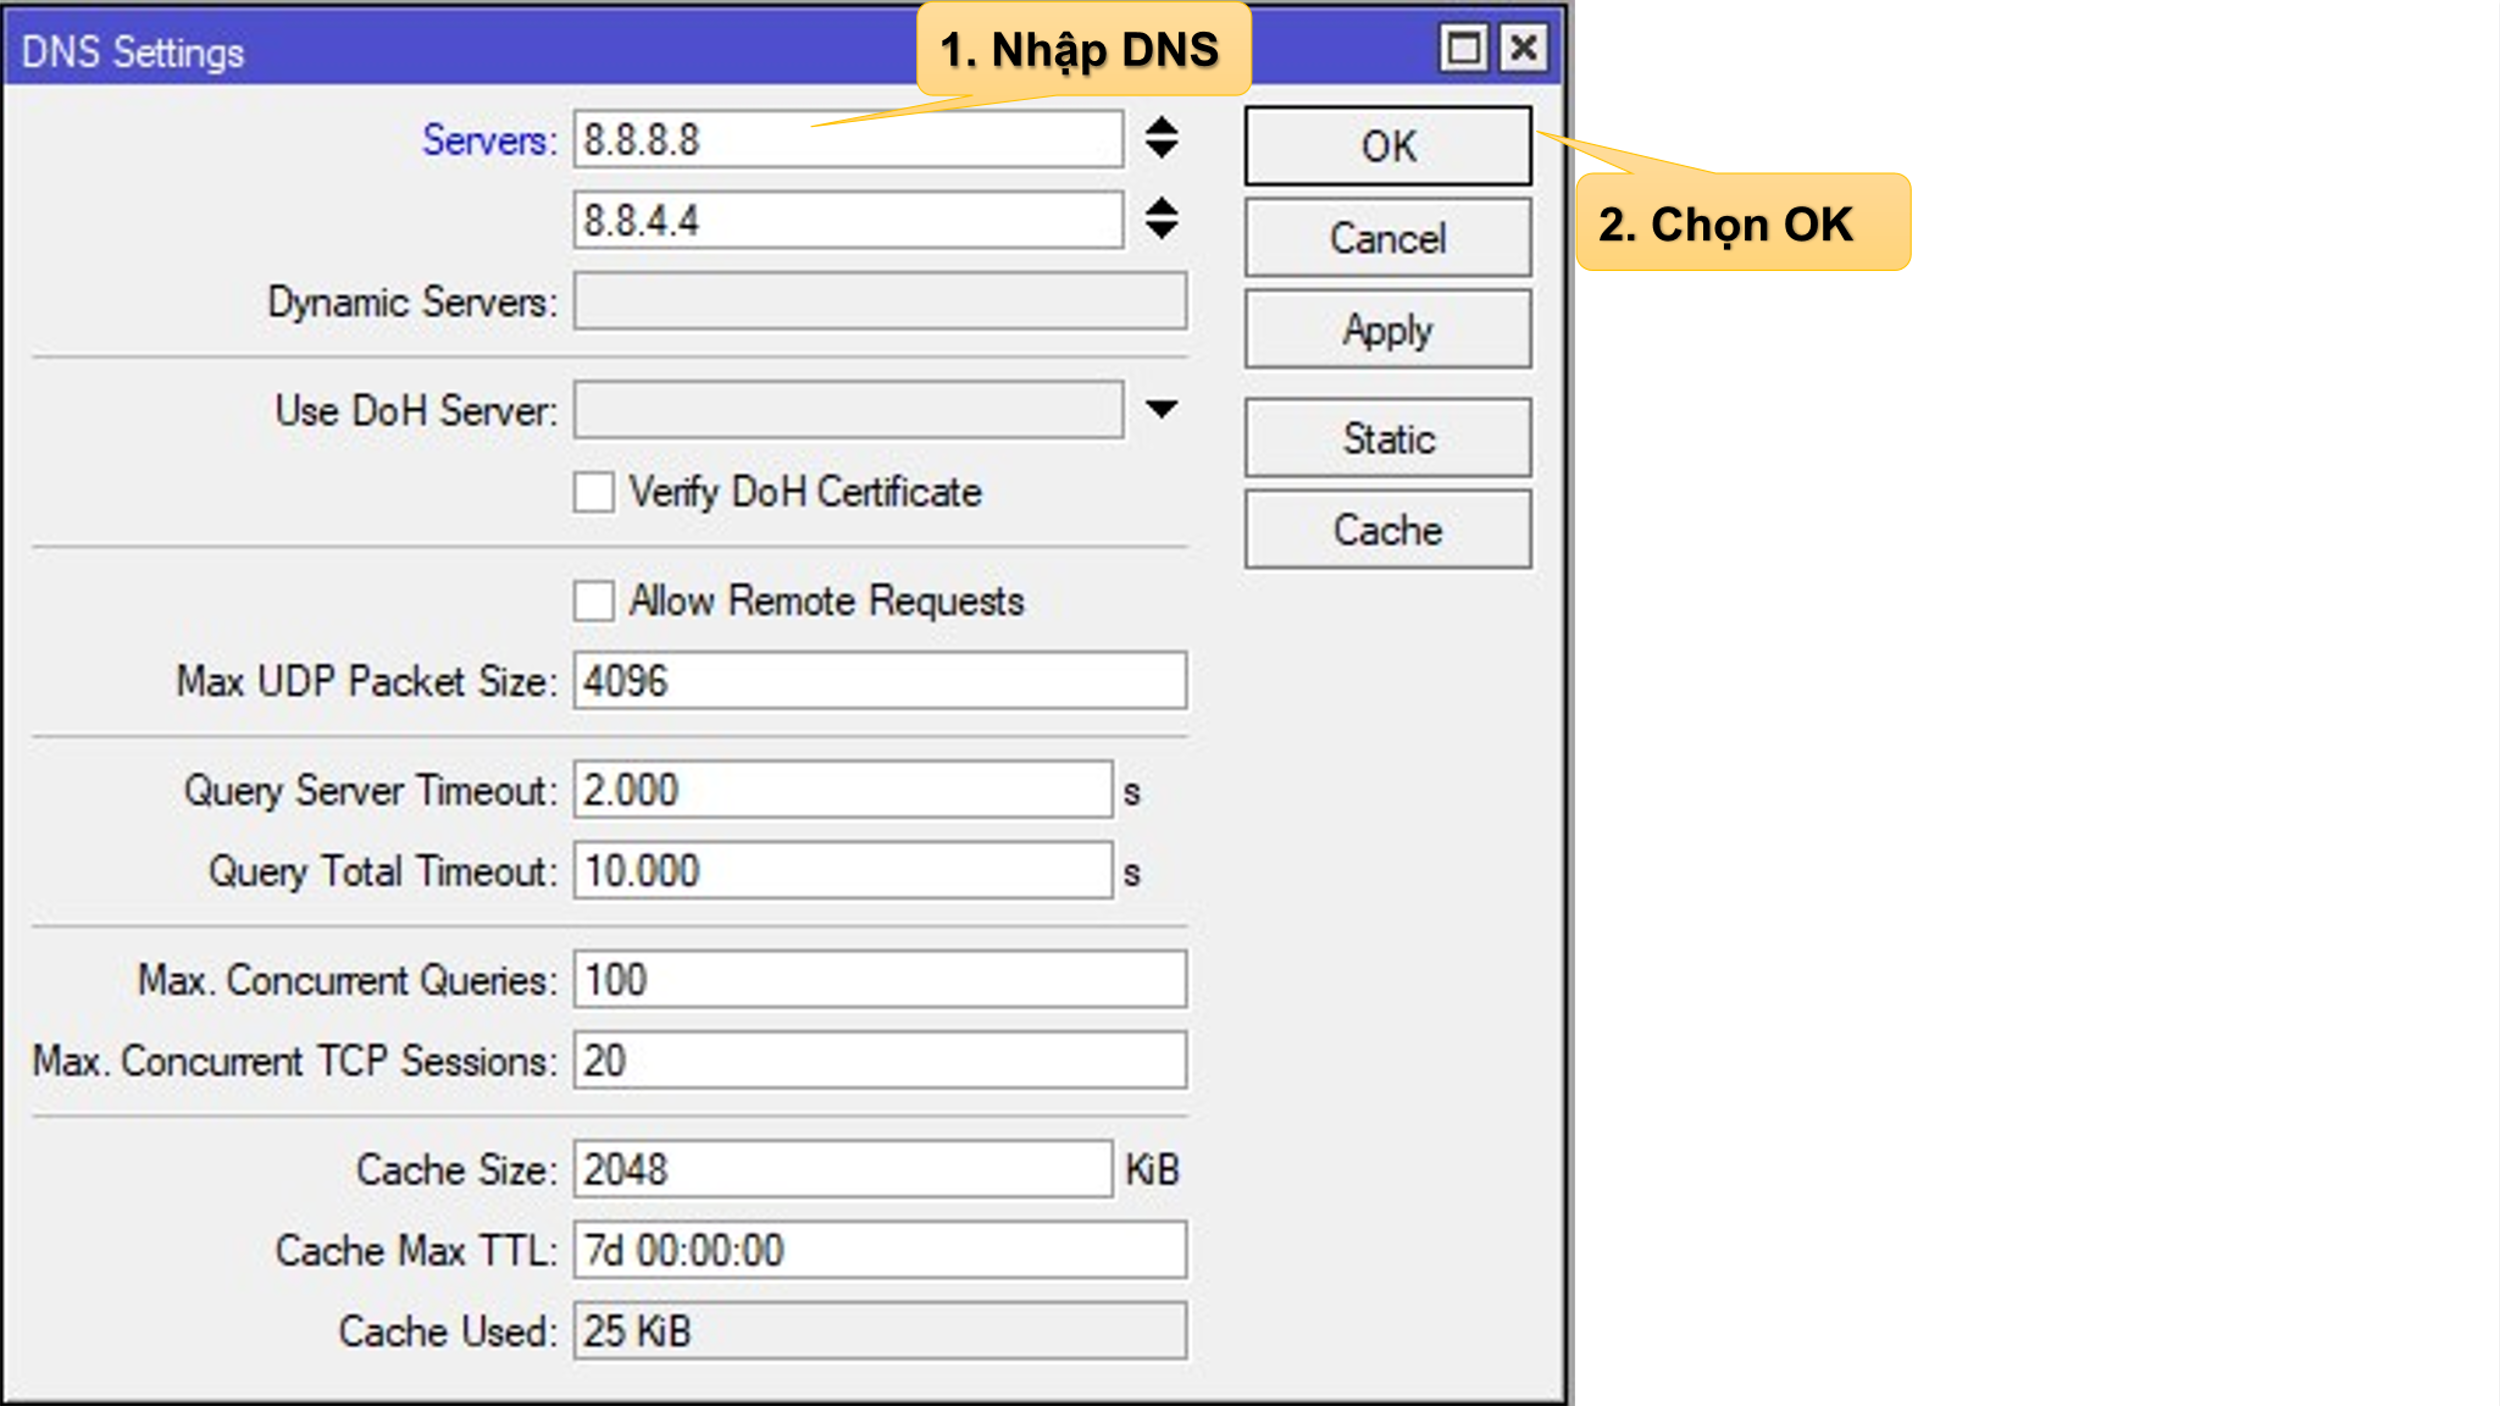 DNS Settings
1. Nhập DNS
Servers: 8.8.8.8
OK
8.8.4.4
2. Chọn OK
Cancel
Dynamic Servers:
Apply
Use DoH Server:
Static
Verify DoH Certificate
Cache
Allow Remote Requests
Max UDP Packet Size: 4096
Query Server Timeout: 2.000 s
Query Total Timeout: 10.000 s
Max. Concurrent Queries: 100
Max. Concurrent TCP Sessions: 20
Cache Size: 2048 KiB
Cache Max TTL: 7d 00:00:00
Cache Used: 25 KiB